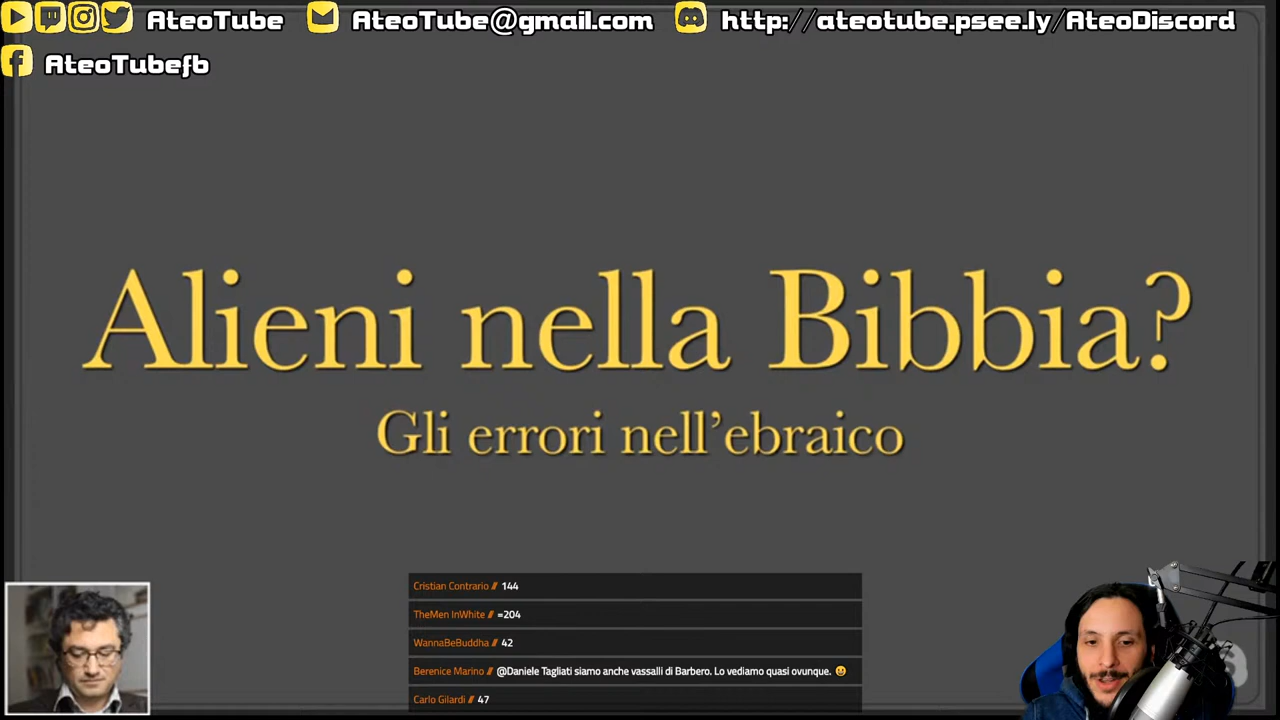 AteoTube AteoTube@gmail.com http://ateotube.psee.ly/AteoDiscord
AteoTubefb
Alieni nella Bibbia?
Gli errori nell’ebraico
Cristian Contrario // 144
TheMen InWhite // =204
WannaBeBuddha // 42
Berenice Marino // @Daniele Tagliati siamo anche vassalli di Barbero. Lo vediamo quasi ovunque. 😀
Carlo Gilardi // 47